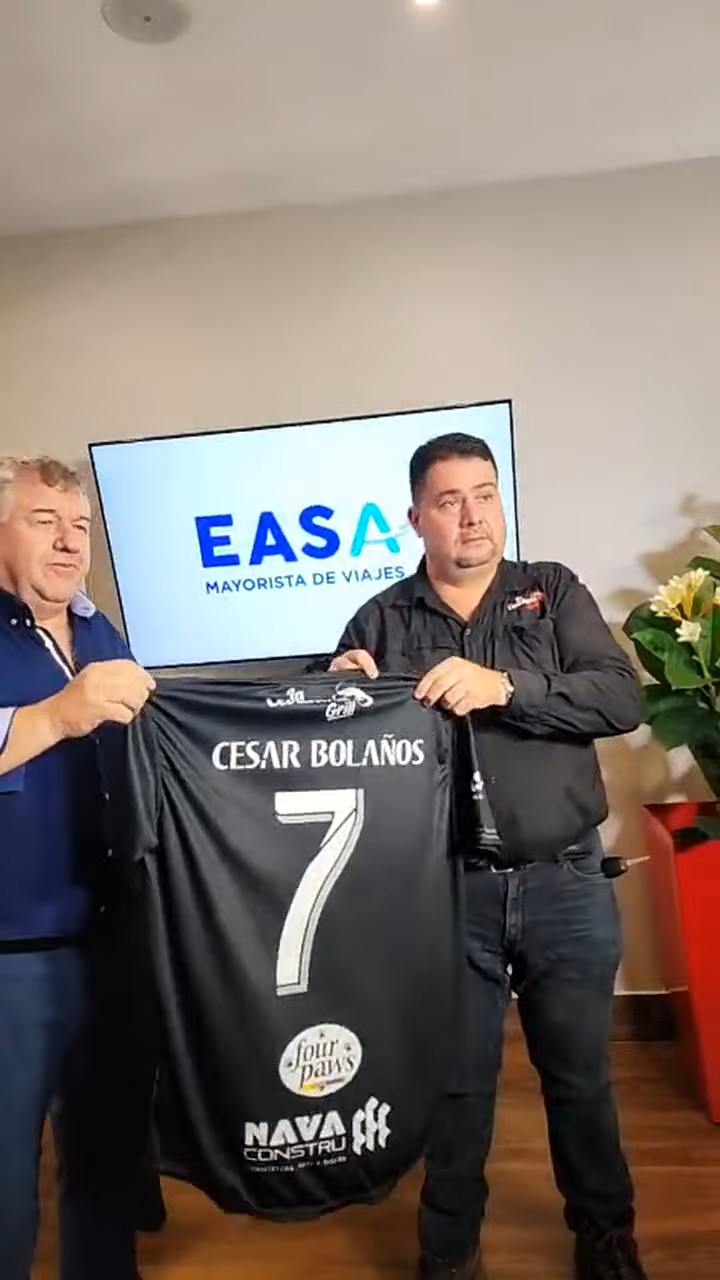 EASA
MAYORISTA DE VIAJES
Grill
CESAR BOLAÑOS
7
four
paws
NAVA
CONSTRU